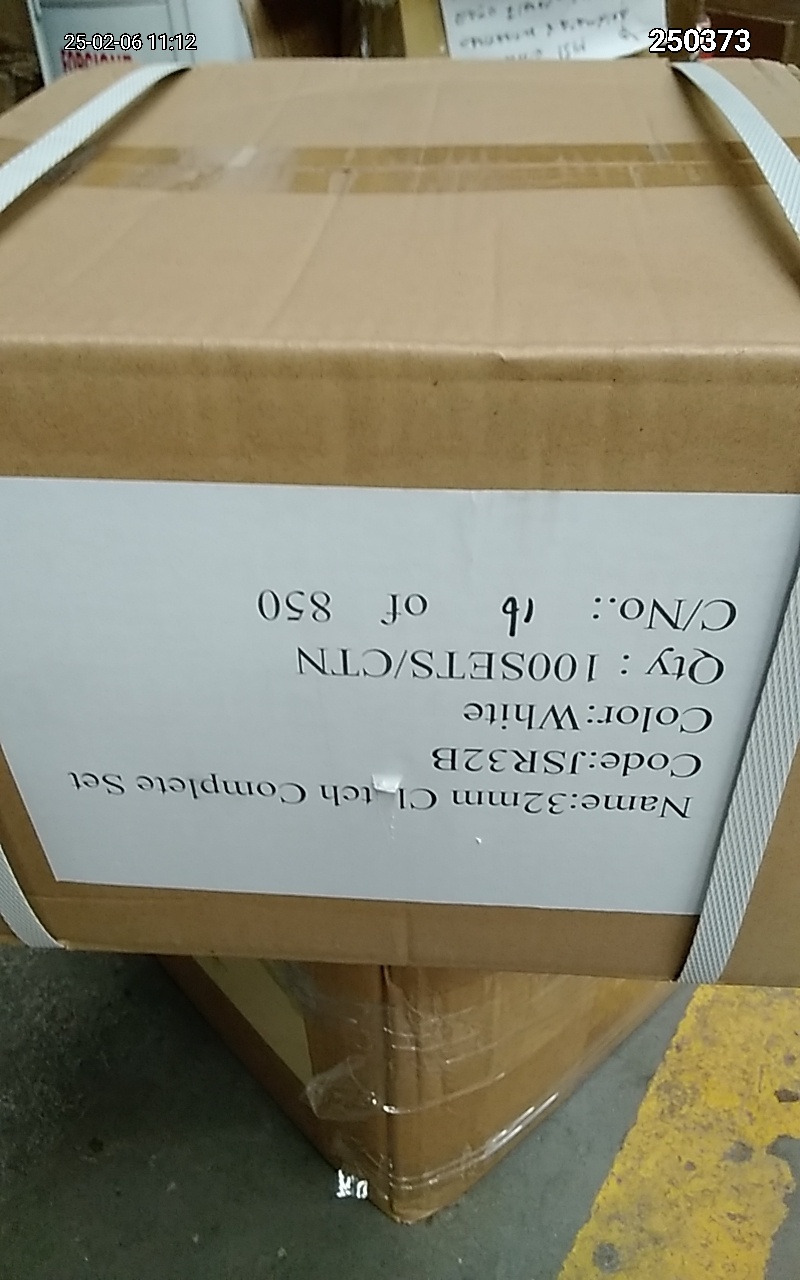 25-02-06 11:12
250373
Name:32mm Cl tch Complete Set
Code:JSR32B
Color:White
Qty : 100SETS/CTN
C/No.: 16 of 850